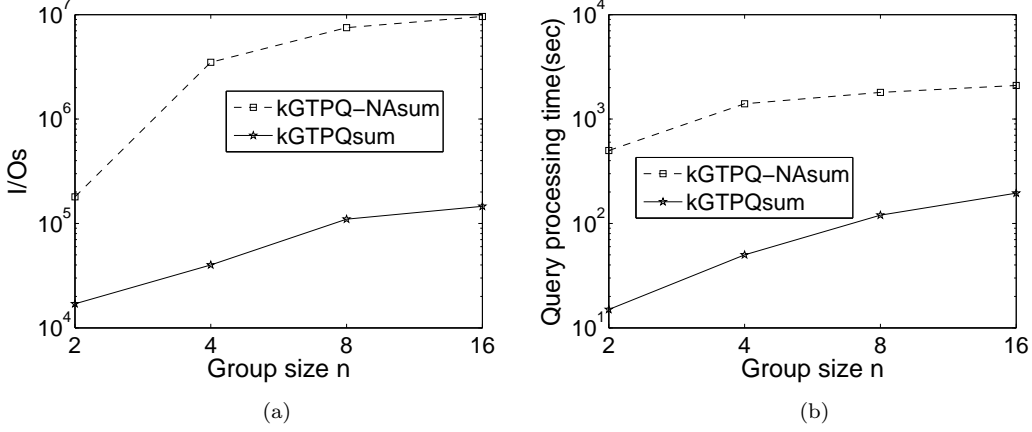 10^7
10^6
10^5
10^4
I/Os
kGTPQ-NAsum
kGTPQsum
2 4 8 16
Group size n
(a)
10^4
10^3
10^2
10^1
Query processing time(sec)
kGTPQ-NAsum
kGTPQsum
2 4 8 16
Group size n
(b)